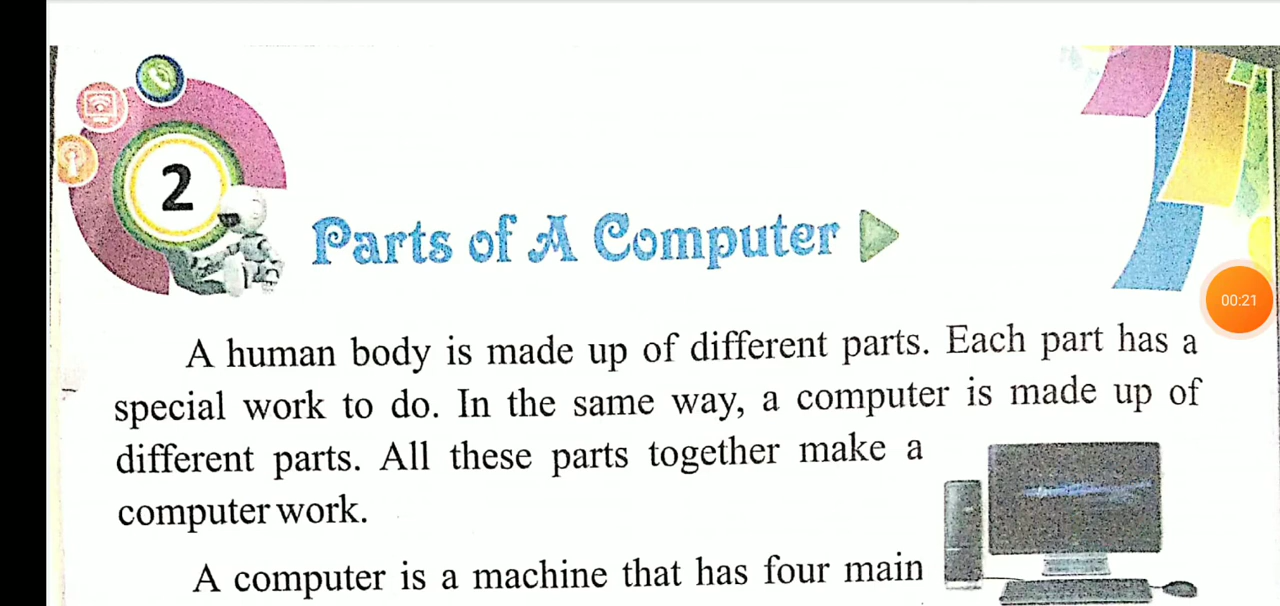 2
Parts of A Computer
00:21
A human body is made up of different parts. Each part has a
special work to do. In the same way, a computer is made up of
different parts. All these parts together make a
computer work.
A computer is a machine that has four main